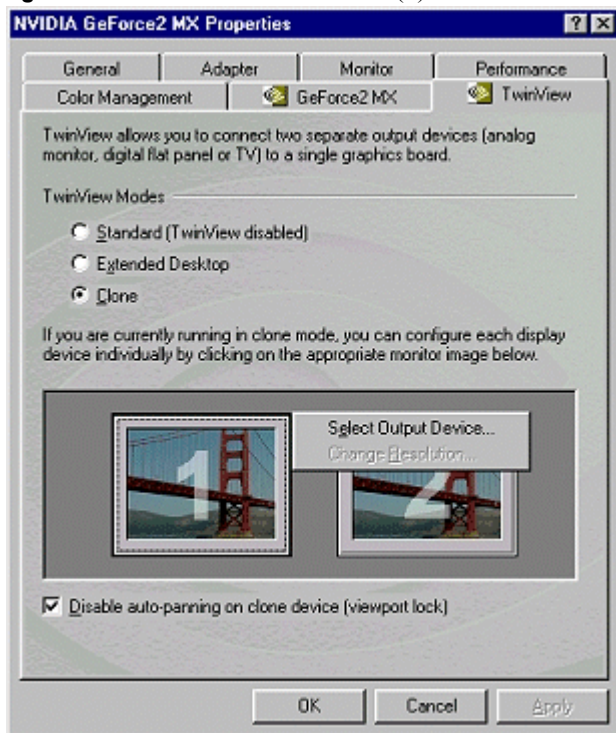 NVIDIA GeForce2 MX Properties
General Adapter Monitor Performance
Color Management GeForce2 MX TwinView
TwinView allows you to connect two separate output devices (analog
monitor, digital flat panel or TV) to a single graphics board.
TwinView Modes
Standard (TwinView disabled)
Extended Desktop
Clone
If you are currently running in clone mode, you can configure each display
device individually by clicking on the appropriate monitor image below.
1 2
Select Output Device...
Change Resolution...
Disable auto-panning on clone device (viewport lock)
OK Cancel Apply